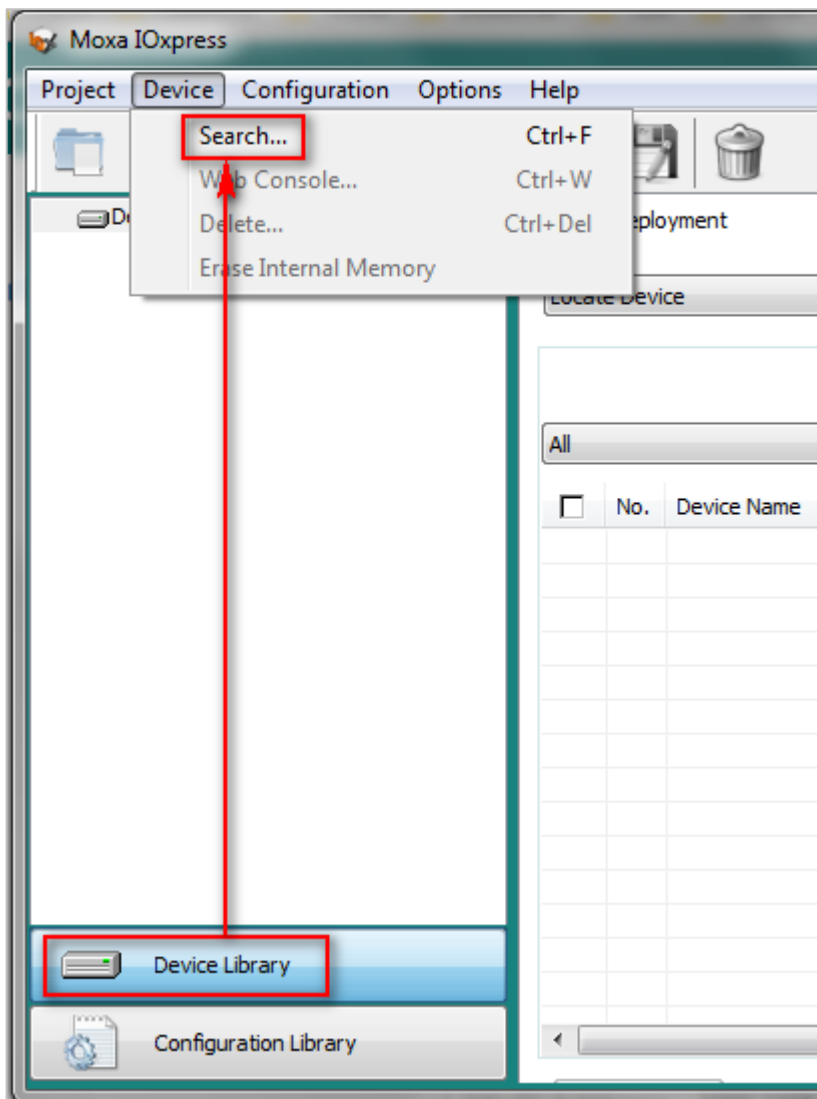 Moxa IOxpress
Project Device Configuration Options Help
Search... Ctrl+F
Web Console... Ctrl+W
Delete... Ctrl+Del
Erase Internal Memory
Locate Device
All
No. Device Name
Device Library
Configuration Library